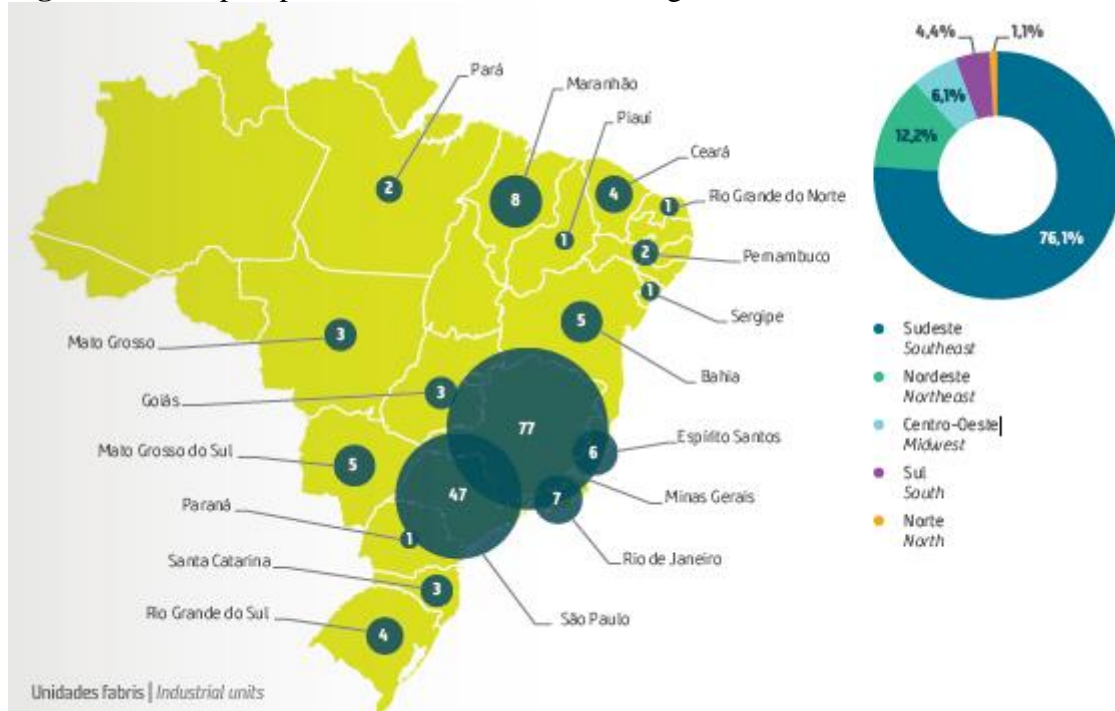 Pará
2
Maranhão
8
Piauí
1
Ceará
4
Rio Grande do Norte
1
Pernambuco
2
Sergipe
1
Mato Grosso
3
Bahia
5
Goiás
3
77
Espírito Santos
6
Mato Grosso do Sul
5
Minas Gerais
47
7
Paraná
1
Rio de Janeiro
Santa Catarina
3
São Paulo
Rio Grande do Sul
4
Unidades fabris | Industrial units
4,4%
1,1%
6,1%
12,2%
76,1%
Sudeste
Southeast
Nordeste
Northeast
Centro-Oeste
Midwest
Sul
South
Norte
North